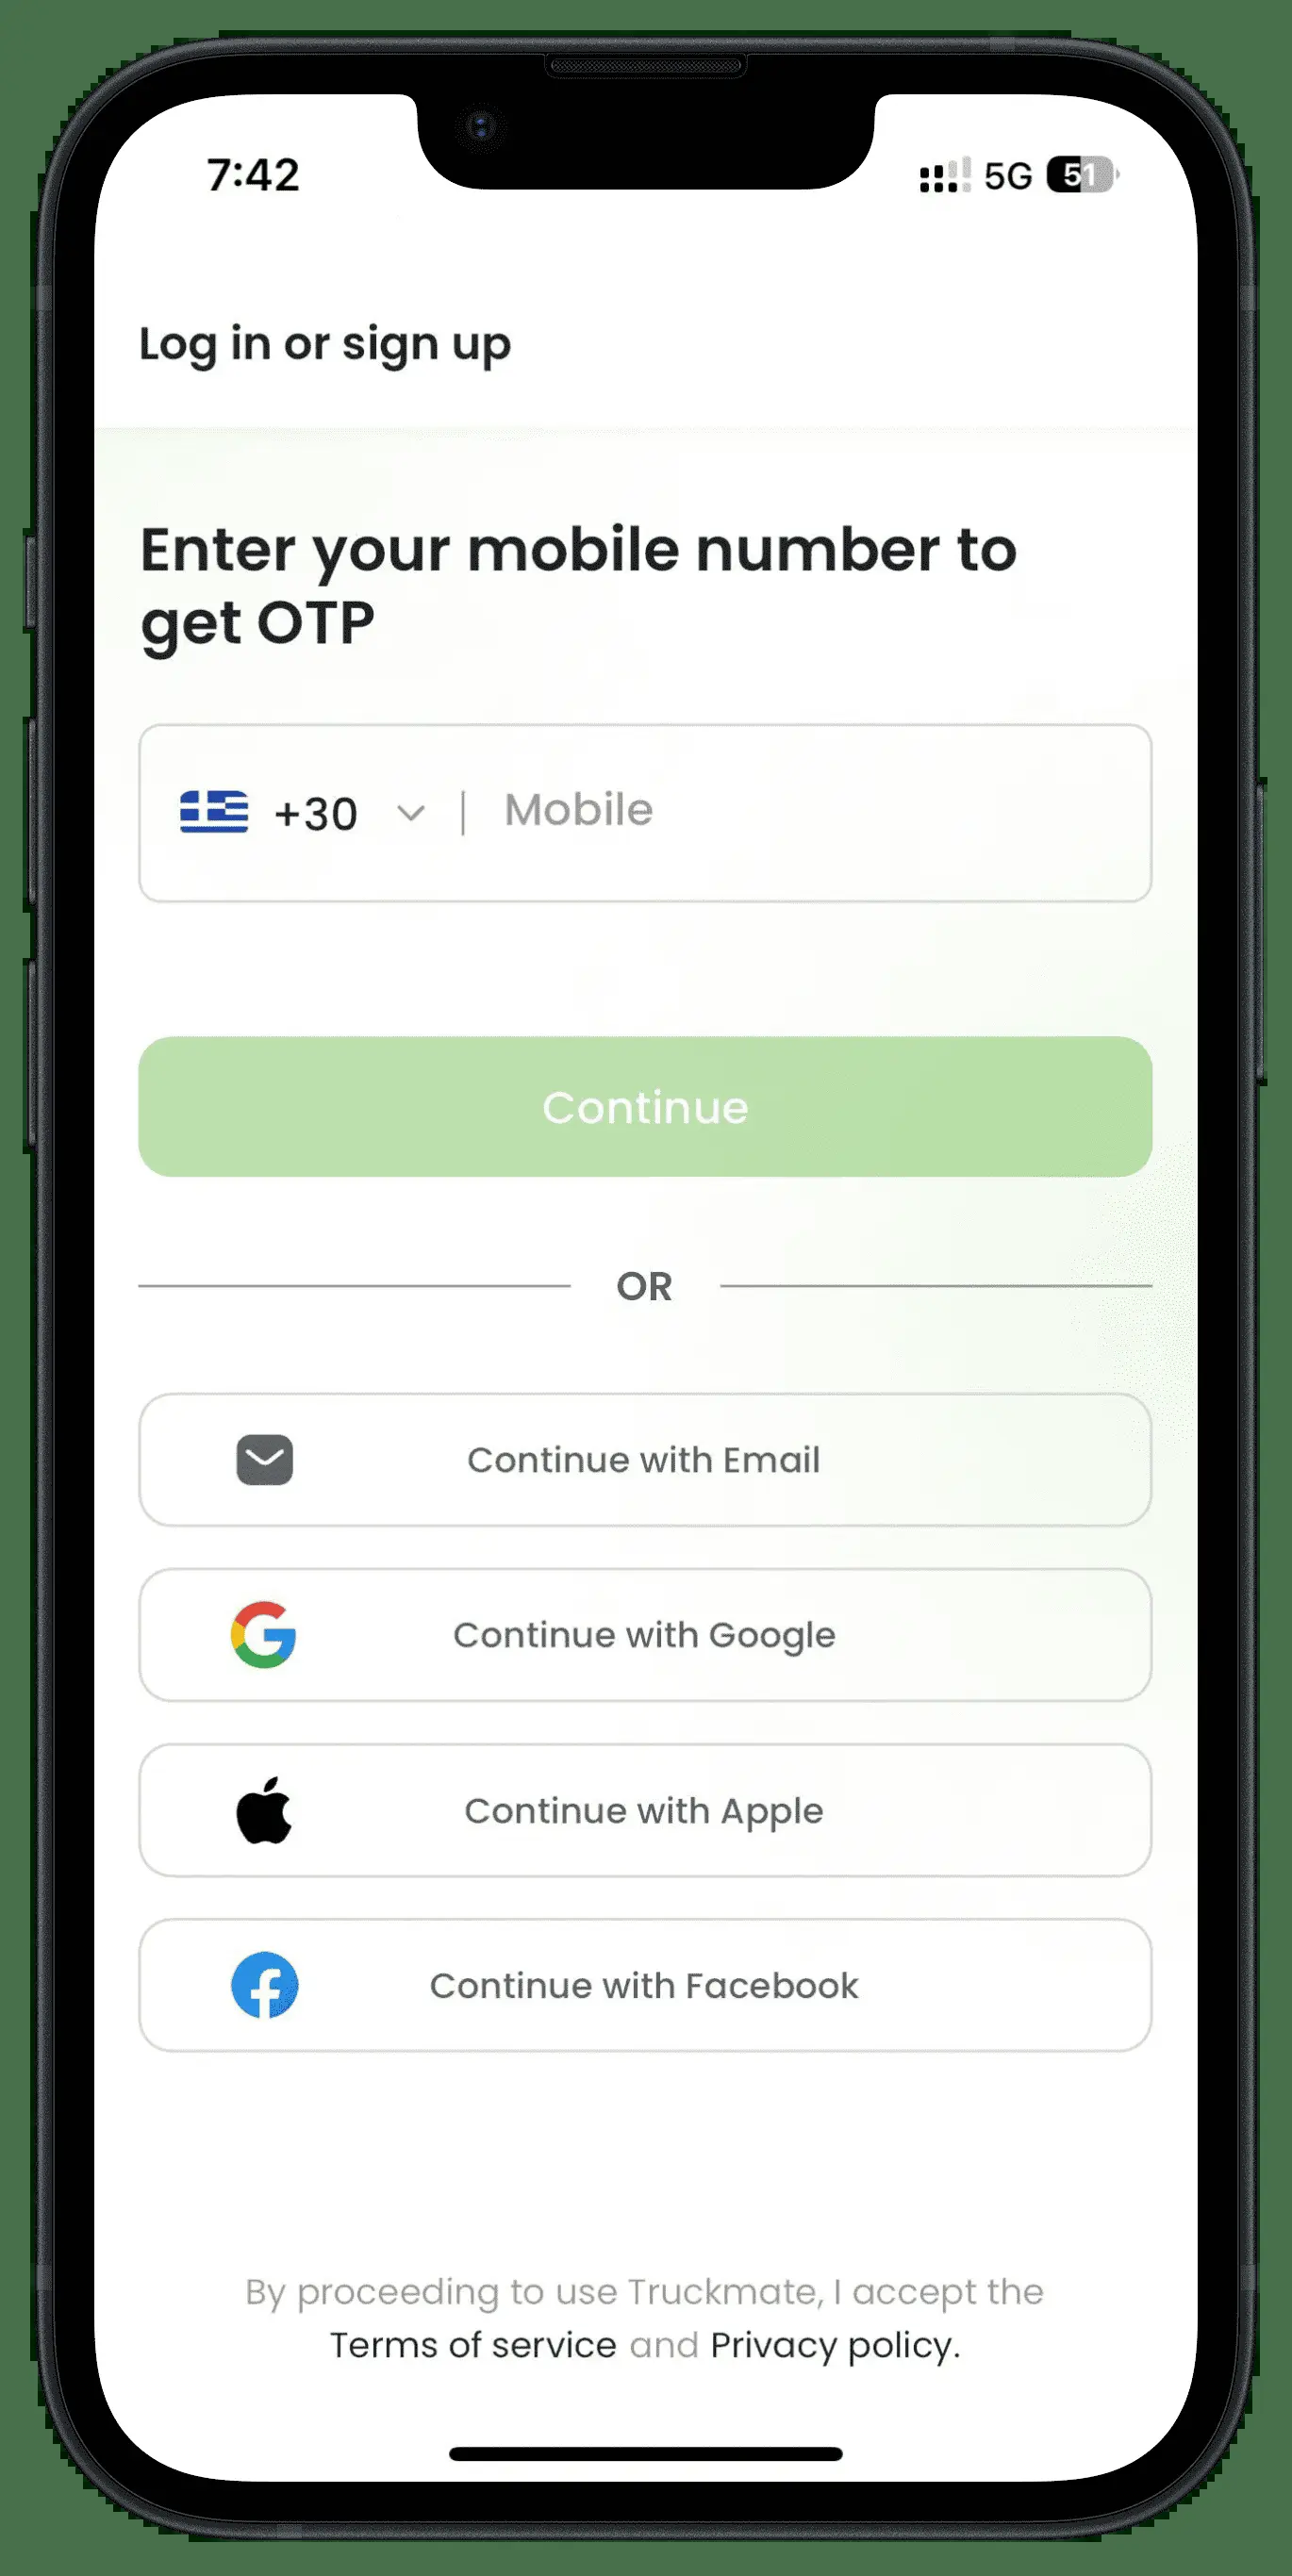 7:42 5G 51
Log in or sign up
Enter your mobile number to
get OTP
+30 Mobile
Continue
OR
Continue with Email
Continue with Google
Continue with Apple
Continue with Facebook
By proceeding to use Truckmate, I accept the
Terms of service and Privacy policy.